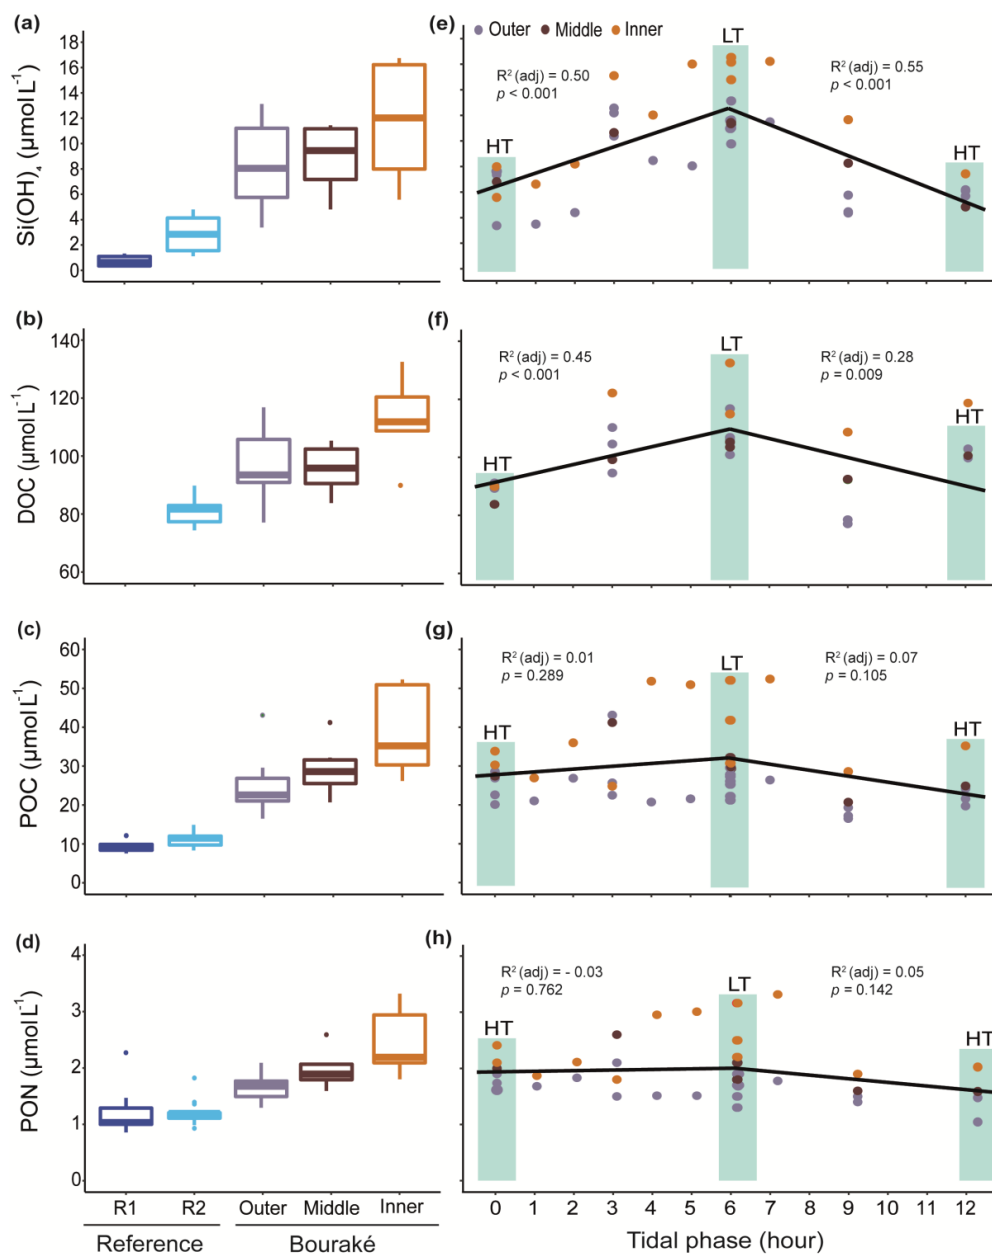 (a)
18
16
14
12
10
8
6
4
2
0
Si(OH)₄ (µmol L⁻¹)
(e)
Outer Middle Inner
LT
R² (adj) = 0.50
p < 0.001
R² (adj) = 0.55
p < 0.001
HT
HT
(b)
140
120
100
80
60
DOC (µmol L⁻¹)
(f)
LT
R² (adj) = 0.45
p < 0.001
R² (adj) = 0.28
p = 0.009
HT
HT
(c)
60
50
40
30
20
10
0
POC (µmol L⁻¹)
(g)
LT
R² (adj) = 0.01
p = 0.289
R² (adj) = 0.07
p = 0.105
HT
HT
(d)
4
3
2
1
0
PON (µmol L⁻¹)
R1 R2 Outer Middle Inner
Reference Bouraké
(h)
LT
R² (adj) = - 0.03
p = 0.762
R² (adj) = 0.05
p = 0.142
HT
HT
0 1 2 3 4 5 6 7 8 9 10 11 12
Tidal phase (hour)